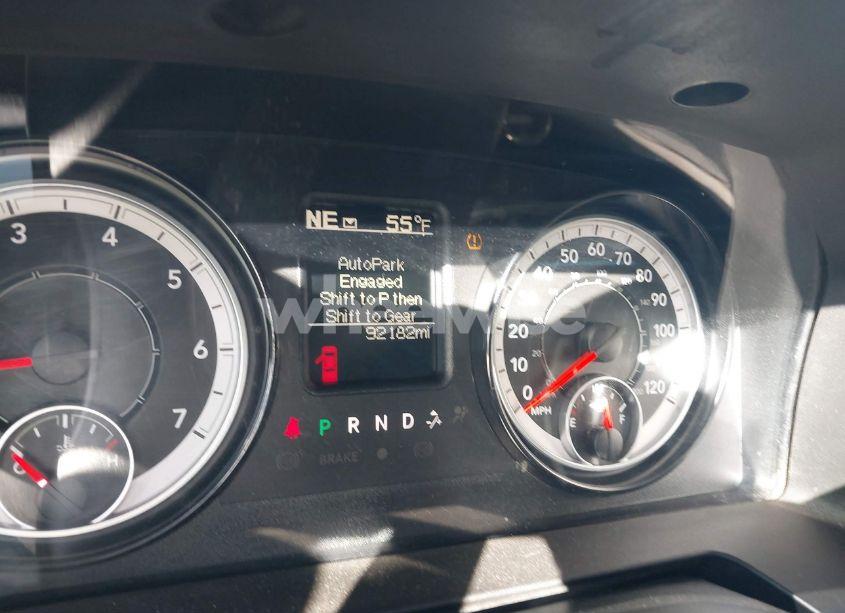 NE 55°F
AutoPark
Engaged
Shift to P then
Shift to Gear
92182mi
P R N D
BRAKE
3
4
5
6
7
C
0
10
20
30
40
50
60
70
80
90
100
120
MPH
E
F